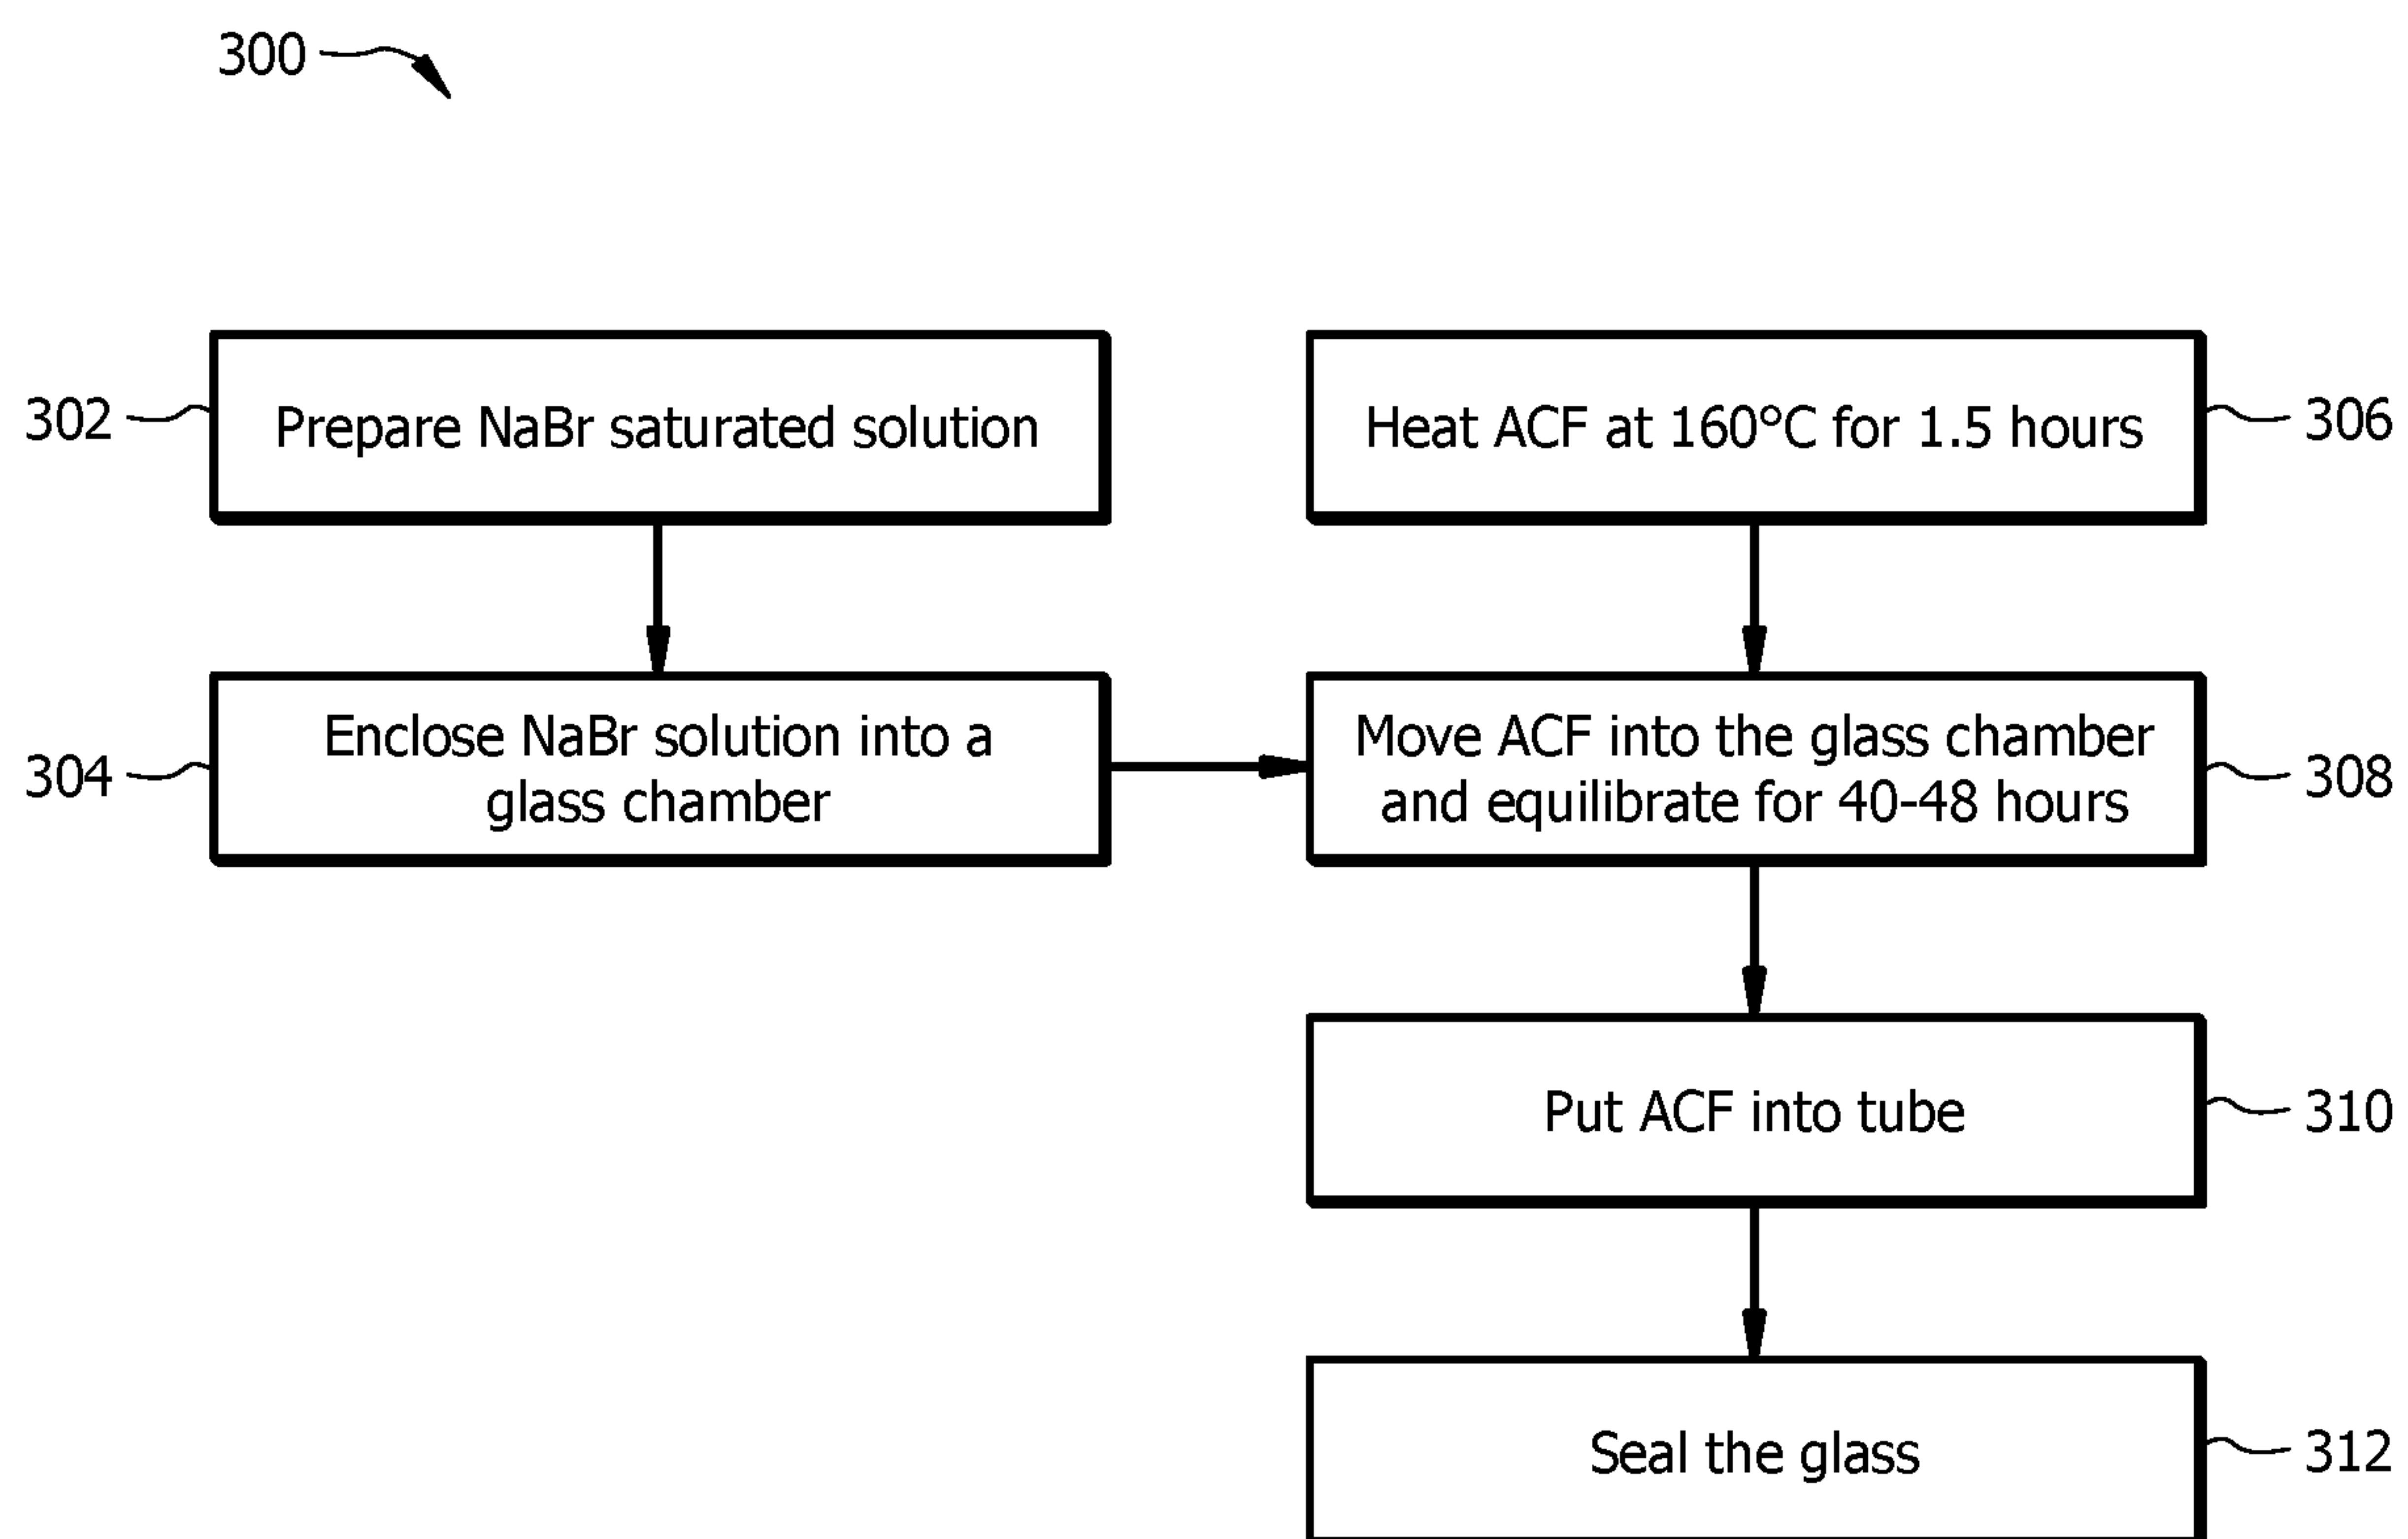 300
302
Prepare NaBr saturated solution
Heat ACF at 160°C for 1.5 hours
306
304
Enclose NaBr solution into a
glass chamber
Move ACF into the glass chamber
and equilibrate for 40-48 hours
308
Put ACF into tube
310
Seal the glass
312